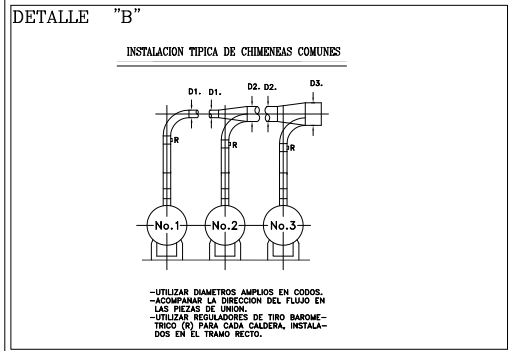 DETALLE "B"
INSTALACION TIPICA DE CHIMENEAS COMUNES
D1. D1. D2. D2. D3.
R R R
No.1 No.2 No.3
-UTILIZAR DIAMETROS AMPLIOS EN CODOS.
-ACOMPANAR LA DIRECCION DEL FLUJO EN
LAS PIEZAS DE UNION.
-UTILIZAR REGULADORES DE TIRO BAROME-
TRICO (R) PARA CADA CALDERA, INSTALA-
DOS EN EL TRAMO RECTO.